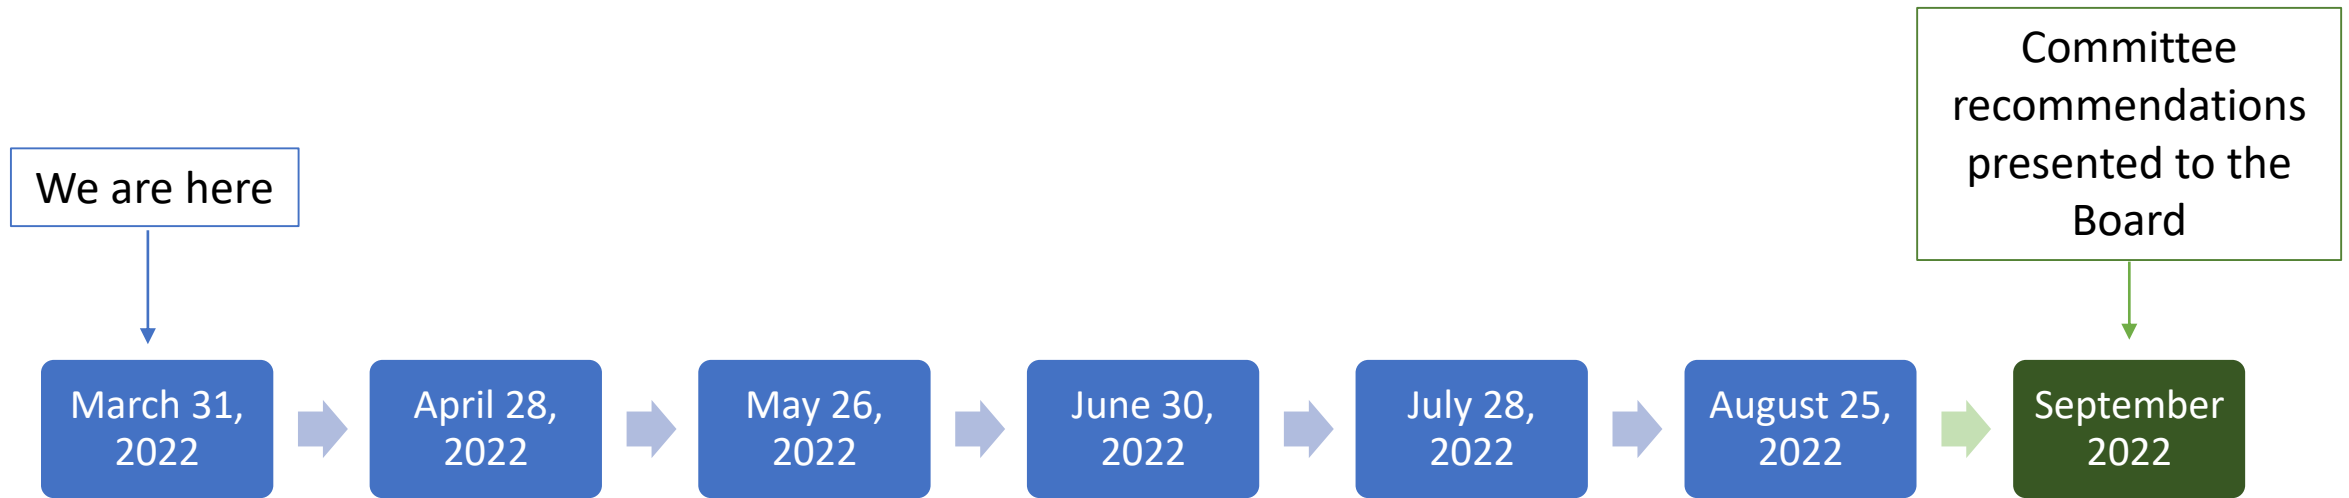 Committee
recommendations
presented to the
Board
We are here
March 31,
2022
April 28,
2022
May 26,
2022
June 30,
2022
July 28,
2022
August 25,
2022
September
2022